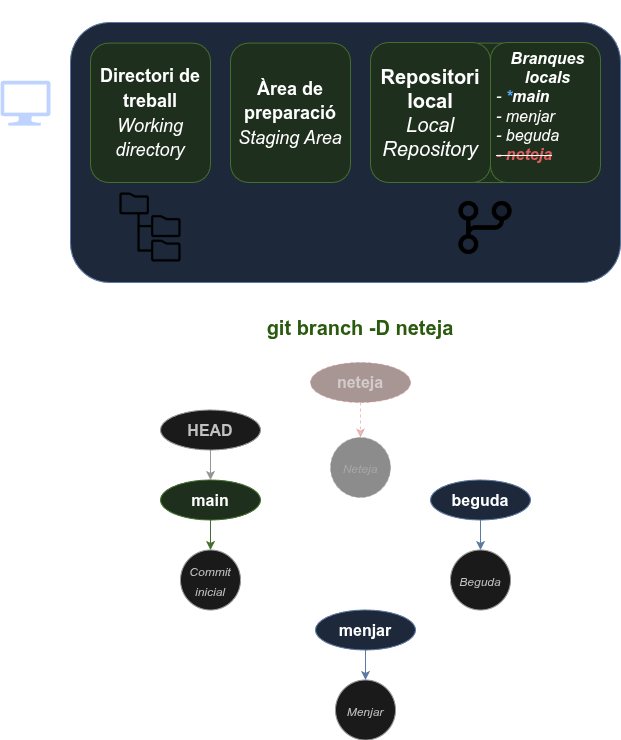 Directori de
treball
Working
directory
Àrea de
preparació
Staging Area
Repositori
local
Local
Repository
Branques
locals
- *main
- menjar
- beguda
- neteja
git branch -D neteja
neteja
Neteja
HEAD
main
Commit
inicial
beguda
Beguda
menjar
Menjar